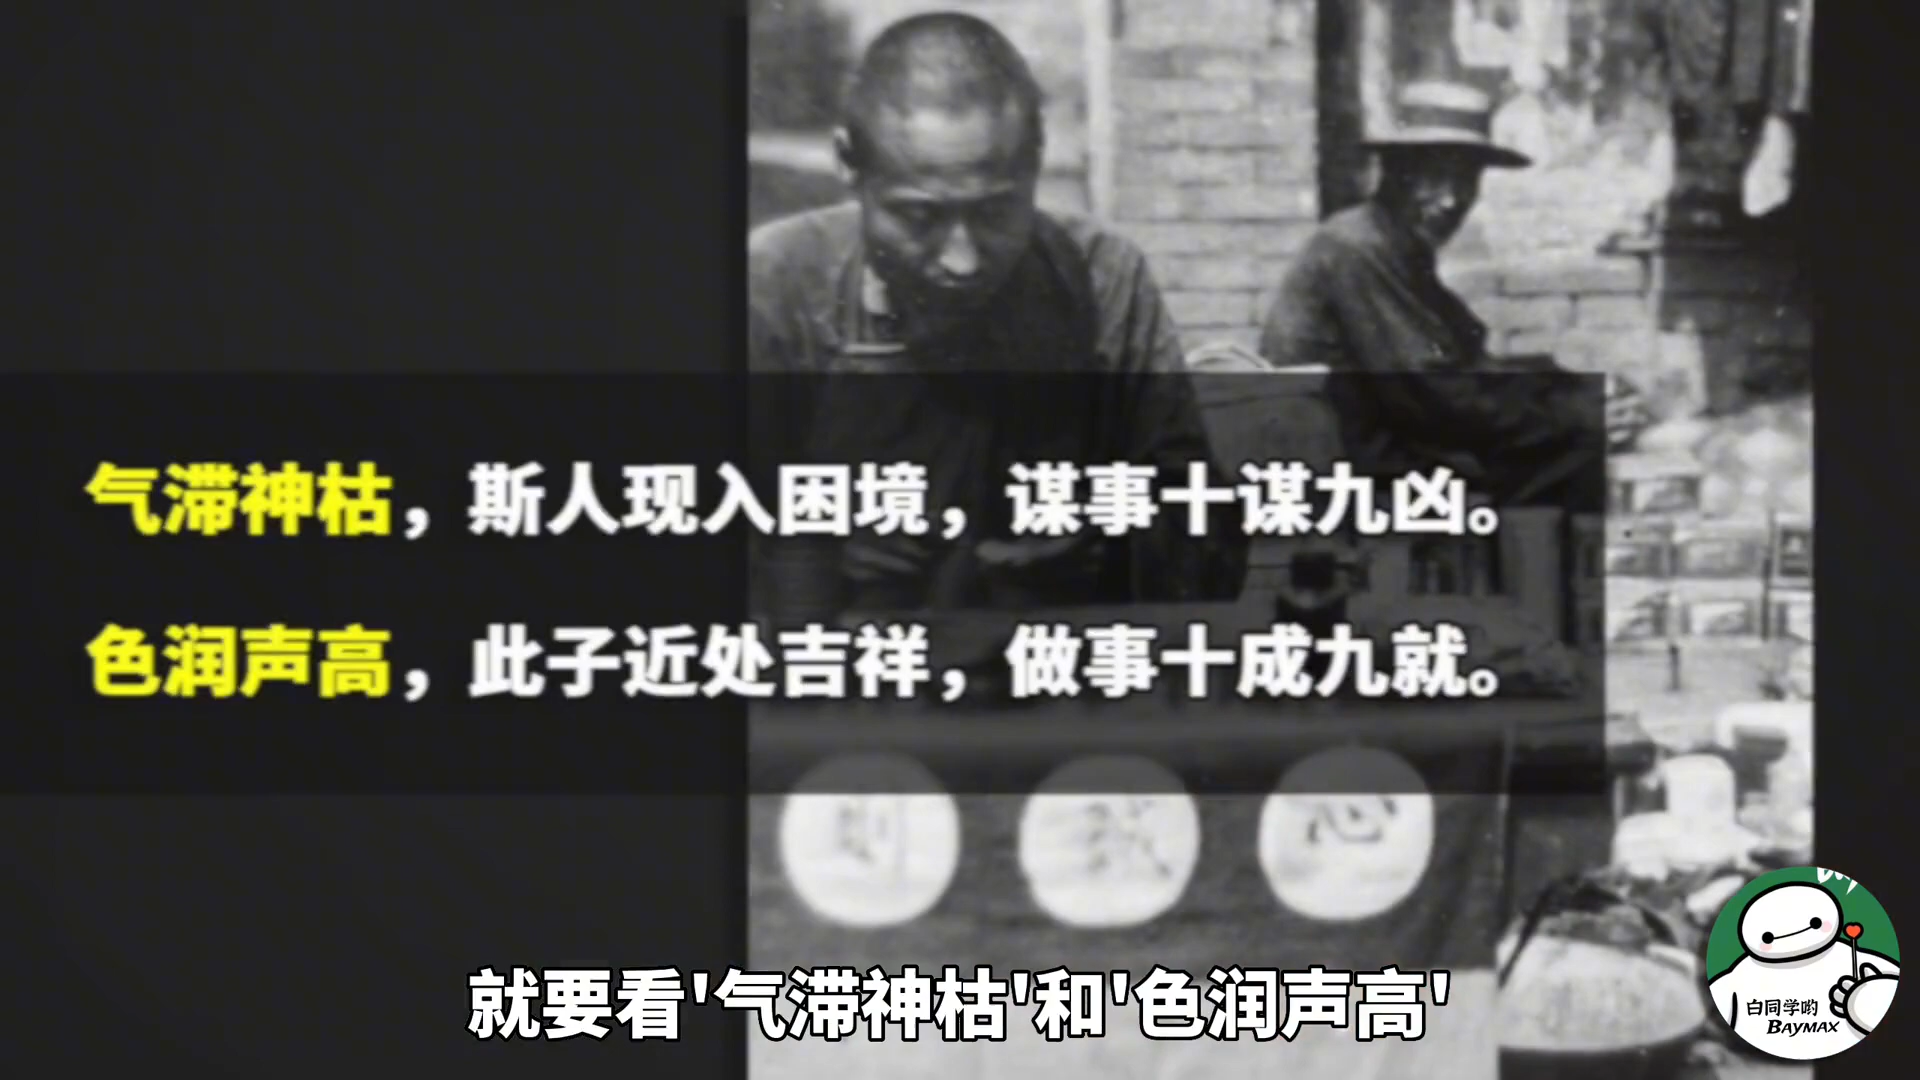 气滞神枯，斯人现入困境，谋事十谋九凶。
色润声高，此子近处吉祥，做事十成九就。
就要看'气滞神枯'和'色润声高'
白同学哟
BAYMAX